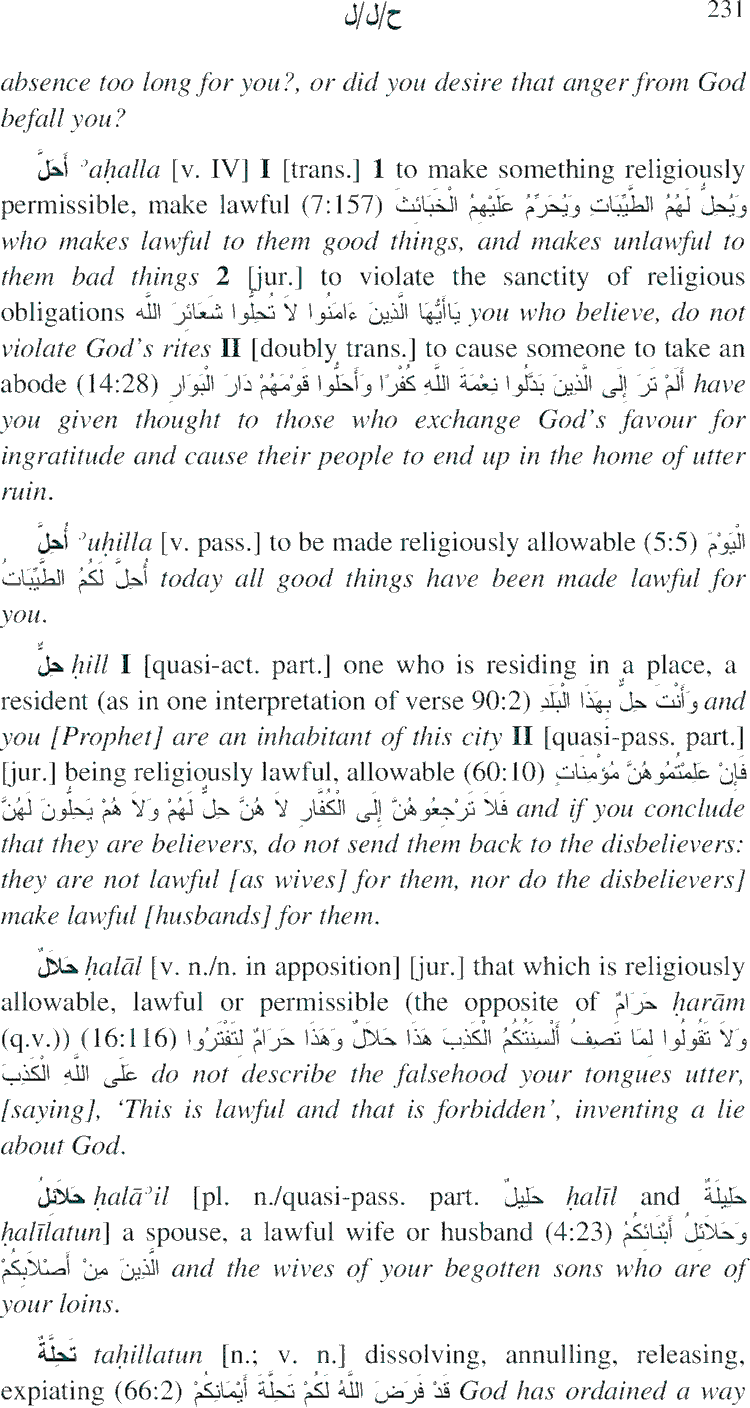 ح/ل/ل 231
absence too long for you?, or did you desire that anger from God
befall you?
أَحَلَّ ʾaḥalla [v. IV] I [trans.] 1 to make something religiously
permissible, make lawful (7:157) وَيُحِلُّ لَهُمُ الطَّيِّبَاتِ وَيُحَرِّمُ عَلَيْهِمُ الْخَبَائِثَ
who makes lawful to them good things, and makes unlawful to
them bad things 2 [jur.] to violate the sanctity of religious
obligations يَاأَيُّهَا الَّذِينَ ءَامَنُوا لاَ تُحِلُّوا شَعَائِرَ اللَّه you who believe, do not
violate God's rites II [doubly trans.] to cause someone to take an
abode (14:28) أَلَمْ تَرَ إِلَى الَّذِينَ بَدَّلُوا نِعْمَةَ اللَّهِ كُفْرًا وَأَحَلُّوا قَوْمَهُمْ دَارَ الْبَوَارِ have
you given thought to those who exchange God's favour for
ingratitude and cause their people to end up in the home of utter
ruin.
أُحِلَّ ʾuḥilla [v. pass.] to be made religiously allowable (5:5) الْيَوْمَ
أُحِلَّ لَكُمُ الطَّيِّبَاتُ today all good things have been made lawful for
you.
حِلٌّ ḥill I [quasi-act. part.] one who is residing in a place, a
resident (as in one interpretation of verse 90:2) وَأَنْتَ حِلٌّ بِهَذَا الْبَلَدِ and
you [Prophet] are an inhabitant of this city II [quasi-pass. part.]
[jur.] being religiously lawful, allowable (60:10) فَإِنْ عَلِمْتُمُوهُنَّ مُؤْمِنَاتٍ
فَلاَ تَرْجِعُوهُنَّ إِلَى الْكُفَّارِ لاَ هُنَّ حِلٌّ لَهُمْ وَلاَ هُمْ يَحِلُّونَ لَهُنَّ and if you conclude
that they are believers, do not send them back to the disbelievers:
they are not lawful [as wives] for them, nor do the disbelievers]
make lawful [husbands] for them.
حَلاَلٌ ḥalāl [v. n./n. in apposition] [jur.] that which is religiously
allowable, lawful or permissible (the opposite of حَرَامٌ ḥarām
(q.v.)) (16:116) وَلاَ تَقُولُوا لِمَا تَصِفُ أَلْسِنَتُكُمُ الْكَذِبَ هَذَا حَلاَلٌ وَهَذَا حَرَامٌ لِتَفْتَرُوا
عَلَى اللَّهِ الْكَذِبَ do not describe the falsehood your tongues utter,
[saying], ‘This is lawful and that is forbidden’, inventing a lie
about God.
حَلاَئِلُ ḥalāʾil [pl. n./quasi-pass. part. حَلِيلٌ ḥalīl and حَلِيلَةٌ
ḥalīlatun] a spouse, a lawful wife or husband (4:23) وَحَلاَئِلُ أَبْنَائِكُمُ
الَّذِينَ مِنْ أَصْلاَبِكُمْ and the wives of your begotten sons who are of
your loins.
تَحِلَّةٌ taḥillatun [n.; v. n.] dissolving, annulling, releasing,
expiating (66:2) قَدْ فَرَضَ اللَّهُ لَكُمْ تَحِلَّةَ أَيْمَانِكُمْ God has ordained a way